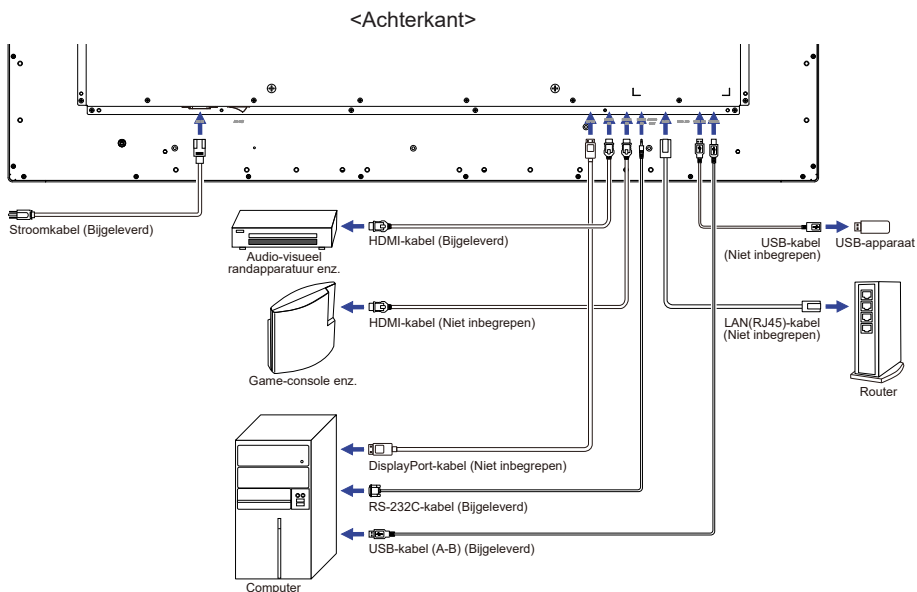 <Achterkant>
Stroomkabel (Bijgeleverd)
Audio-visueel
randapparatuur enz.
HDMI-kabel (Bijgeleverd)
USB-kabel
(Niet inbegrepen)
USB-apparaat
Game-console enz.
HDMI-kabel (Niet inbegrepen)
LAN(RJ45)-kabel
(Niet inbegrepen)
Router
DisplayPort-kabel (Niet inbegrepen)
RS-232C-kabel (Bijgeleverd)
USB-kabel (A-B) (Bijgeleverd)
Computer